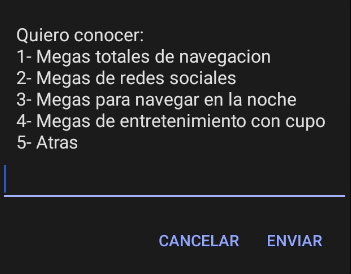 Quiero conocer:
1- Megas totales de navegacion
2- Megas de redes sociales
3- Megas para navegar en la noche
4- Megas de entretenimiento con cupo
5- Atras
CANCELAR ENVIAR